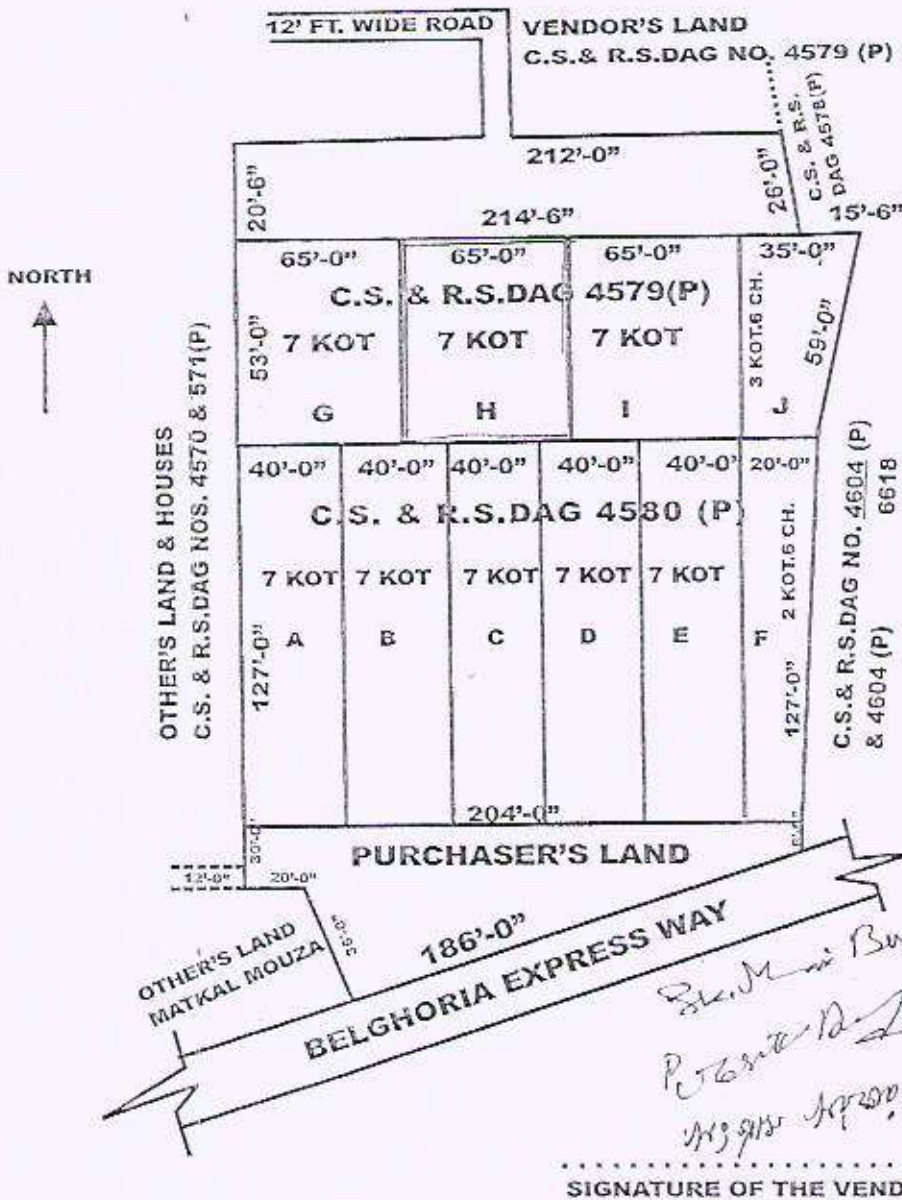 12' FT. WIDE ROAD
VENDOR'S LAND
C.S.& R.S.DAG NO. 4579 (P)
C.S. & R.S.
DAG 4578(P)
212'-0"
20'-6"
26'-0"
214'-6"
15'-6"
NORTH
65'-0" 65'-0" 65'-0" 35'-0"
C.S. & R.S.DAG 4579(P)
53'-0"
7 KOT 7 KOT 7 KOT
3 KOT.6 CH.
59'-0"
G H I J
OTHER'S LAND & HOUSES
C.S. & R.S.DAG NOS. 4570 & 571(P)
40'-0" 40'-0" 40'-0" 40'-0" 40'-0' 20'-0"
C.S. & R.S.DAG 4580 (P)
7 KOT 7 KOT 7 KOT 7 KOT 7 KOT
2 KOT.6 CH.
A B C D E F
127'-0"
127'-0"
C.S.& R.S.DAG NO. 4604 (P)
6618
& 4604 (P)
204'-0"
30'-0"
PURCHASER'S LAND
12'-0" 20'-0"
186'-0"
OTHER'S LAND
MATKAL MOUZA
BELGHORIA EXPRESS WAY
SIGNATURE OF THE VEND